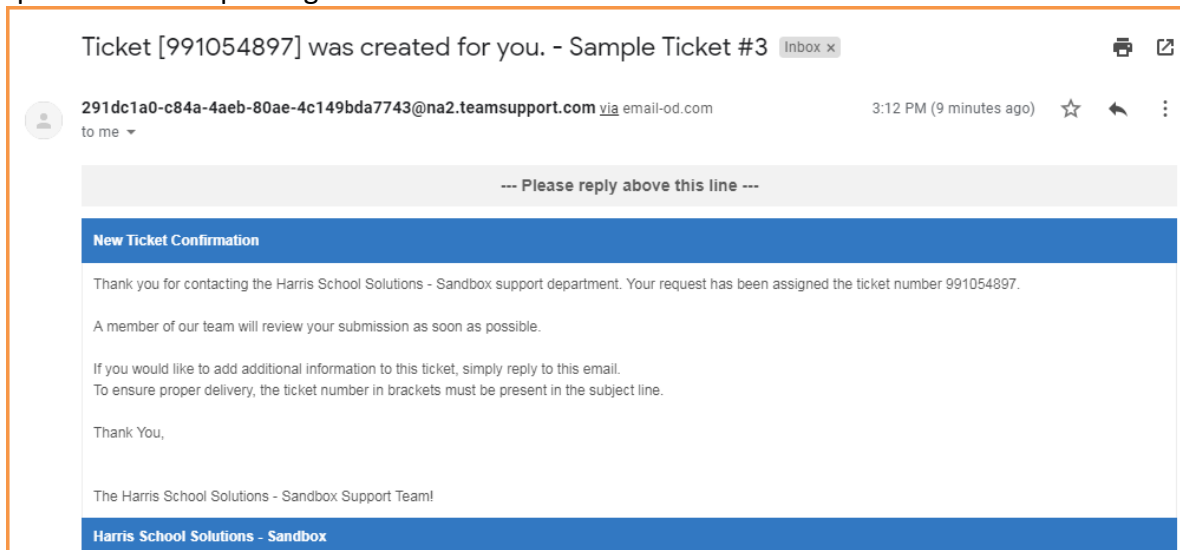 Ticket [991054897] was created for you. - Sample Ticket #3 Inbox x
291dc1a0-c84a-4aeb-80ae-4c149bda7743@na2.teamsupport.com via email-od.com 3:12 PM (9 minutes ago)
to me
--- Please reply above this line ---
New Ticket Confirmation
Thank you for contacting the Harris School Solutions - Sandbox support department. Your request has been assigned the ticket number 991054897.
A member of our team will review your submission as soon as possible.
If you would like to add additional information to this ticket, simply reply to this email.
To ensure proper delivery, the ticket number in brackets must be present in the subject line.
Thank You,
The Harris School Solutions - Sandbox Support Team!
Harris School Solutions - Sandbox